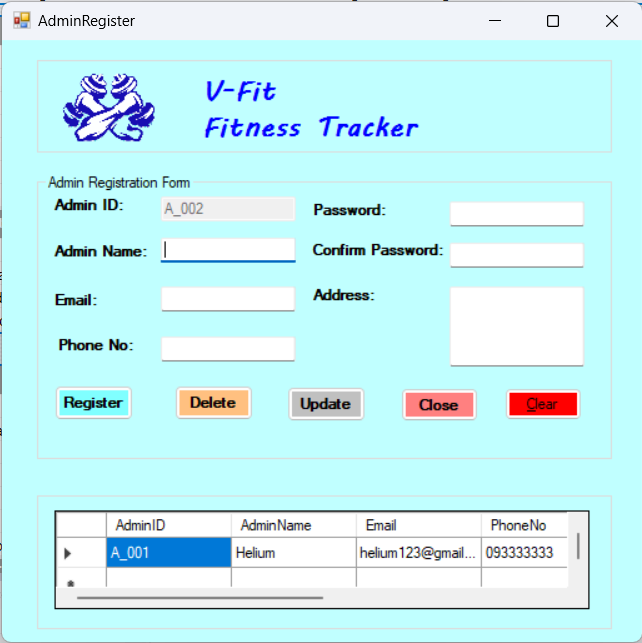 AdminRegister
V-Fit
Fitness Tracker
Admin Registration Form
Admin ID: A_002 Password:
Admin Name: Confirm Password:
Email: Address:
Phone No:
Register Delete Update Close Clear
AdminID AdminName Email PhoneNo
A_001 Helium helium123@gmail... 093333333